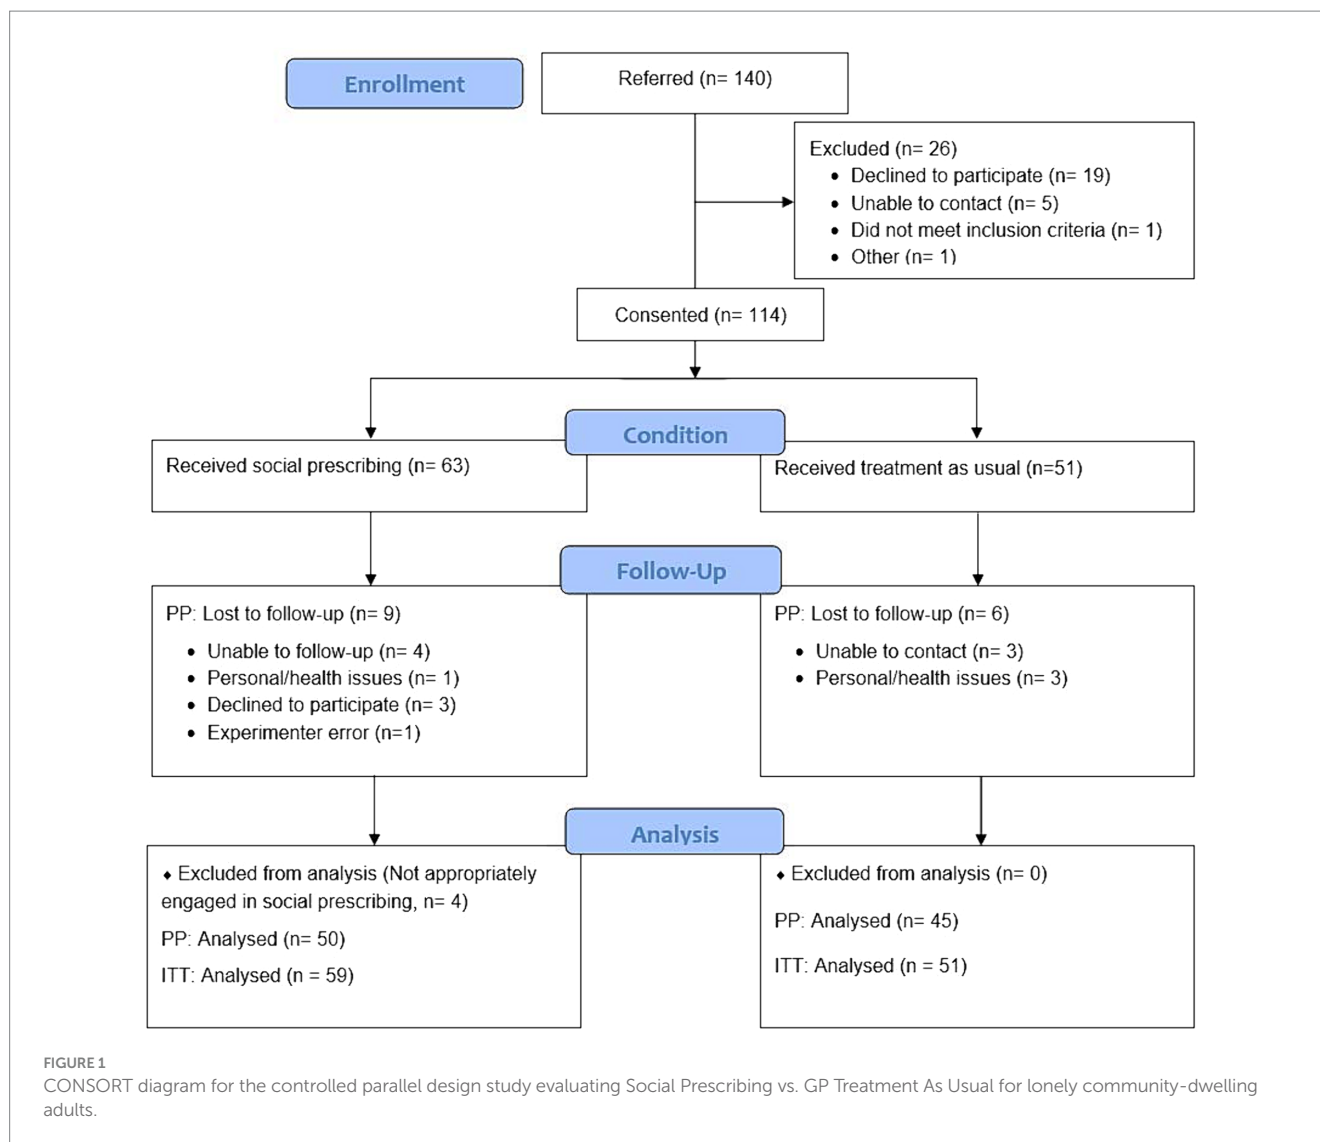 Enrollment
Referred (n= 140)
Excluded (n= 26)
• Declined to participate (n= 19)
• Unable to contact (n= 5)
• Did not meet inclusion criteria (n= 1)
• Other (n= 1)
Consented (n= 114)
Condition
Received social prescribing (n= 63)
Received treatment as usual (n=51)
Follow-Up
PP: Lost to follow-up (n= 9)
• Unable to follow-up (n= 4)
• Personal/health issues (n= 1)
• Declined to participate (n= 3)
• Experimenter error (n=1)
PP: Lost to follow-up (n= 6)
• Unable to contact (n= 3)
• Personal/health issues (n= 3)
Analysis
⬧ Excluded from analysis (Not appropriately
engaged in social prescribing, n= 4)
PP: Analysed (n= 50)
ITT: Analysed (n = 59)
⬧ Excluded from analysis (n= 0)
PP: Analysed (n= 45)
ITT: Analysed (n = 51)
FIGURE 1
CONSORT diagram for the controlled parallel design study evaluating Social Prescribing vs. GP Treatment As Usual for lonely community-dwelling
adults.